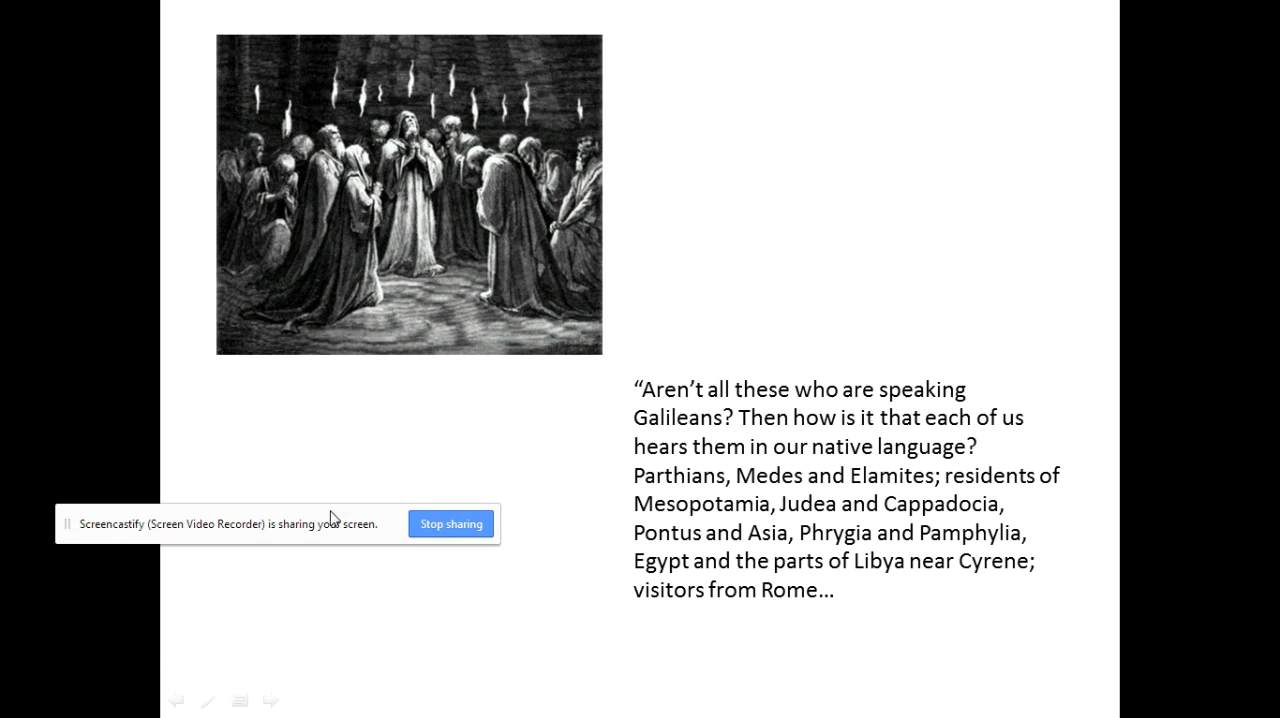 “Aren’t all these who are speaking
Galileans? Then how is it that each of us
hears them in our native language?
Parthians, Medes and Elamites; residents of
Mesopotamia, Judea and Cappadocia,
Pontus and Asia, Phrygia and Pamphylia,
Egypt and the parts of Libya near Cyrene;
visitors from Rome…
Screencastify (Screen Video Recorder) is sharing your screen.
Stop sharing